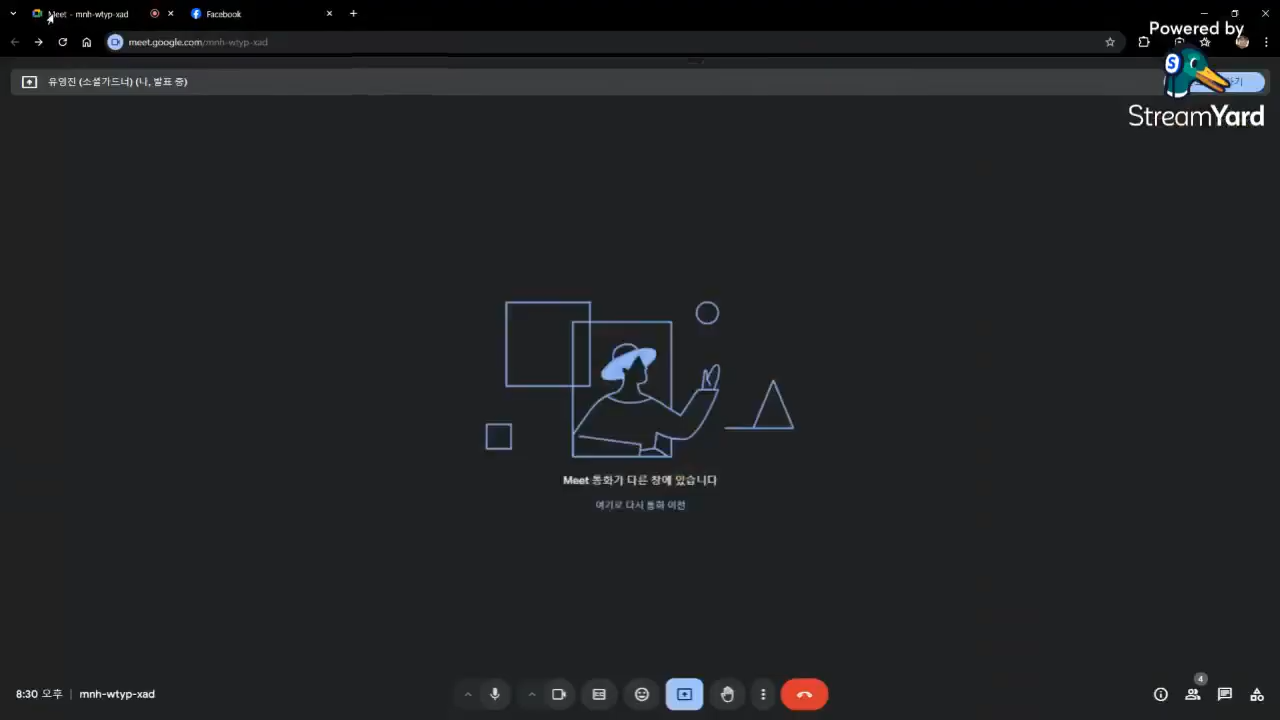 Meet - mnh-wtyp-xad
Facebook
meet.google.com/mnh-wtyp-xad
Powered by
StreamYard
유영진 (소셜가드너) (나, 발표 중)
Meet 통화가 다른 창에 있습니다
여기로 다시 통화 이전
8:30 오후 | mnh-wtyp-xad
4